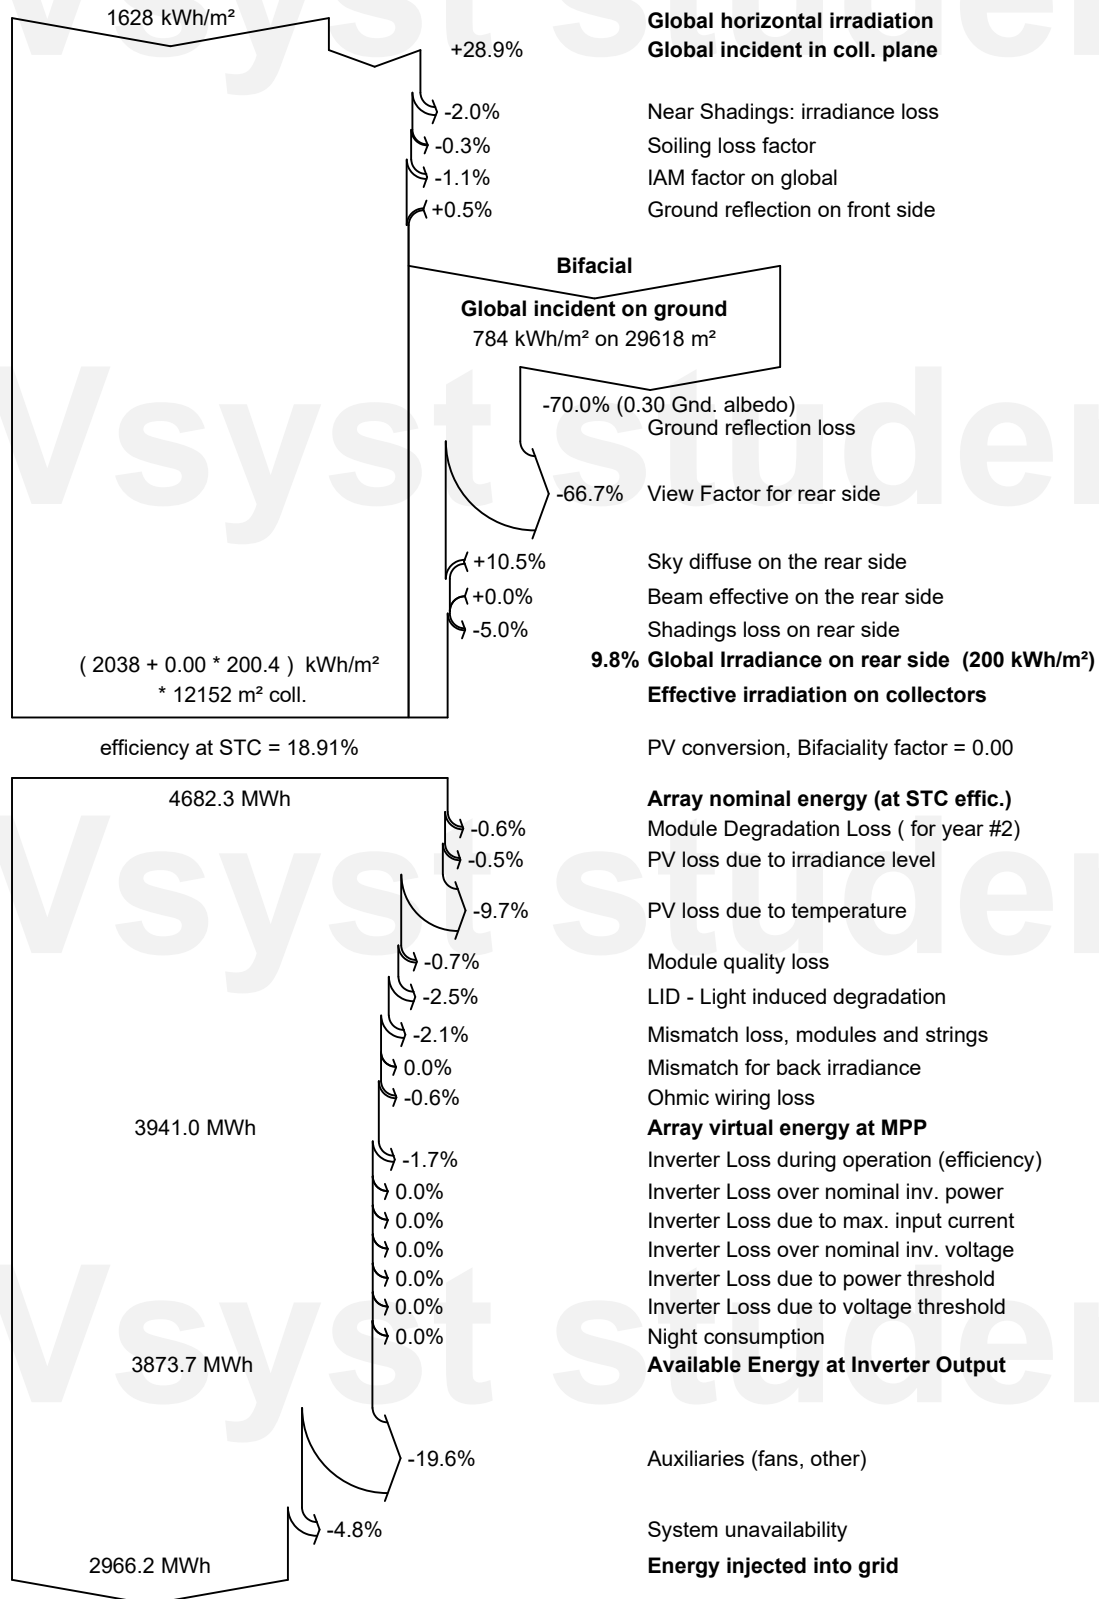 1628 kWh/m² Global horizontal irradiation
+28.9% Global incident in coll. plane
-2.0% Near Shadings: irradiance loss
-0.3% Soiling loss factor
-1.1% IAM factor on global
+0.5% Ground reflection on front side
Bifacial
Global incident on ground
784 kWh/m² on 29618 m²
-70.0% (0.30 Gnd. albedo)
Ground reflection loss
Vsyst studen
-66.7% View Factor for rear side
+10.5% Sky diffuse on the rear side
+0.0% Beam effective on the rear side
-5.0% Shadings loss on rear side
9.8% Global Irradiance on rear side (200 kWh/m²)
( 2038 + 0.00 * 200.4 ) kWh/m²
* 12152 m² coll. Effective irradiation on collectors
efficiency at STC = 18.91% PV conversion, Bifaciality factor = 0.00
4682.3 MWh Array nominal energy (at STC effic.)
-0.6% Module Degradation Loss ( for year #2)
-0.5% PV loss due to irradiance level
Vsyst studen
-9.7% PV loss due to temperature
-0.7% Module quality loss
-2.5% LID - Light induced degradation
-2.1% Mismatch loss, modules and strings
0.0% Mismatch for back irradiance
-0.6% Ohmic wiring loss
3941.0 MWh Array virtual energy at MPP
-1.7% Inverter Loss during operation (efficiency)
0.0% Inverter Loss over nominal inv. power
0.0% Inverter Loss due to max. input current
0.0% Inverter Loss over nominal inv. voltage
0.0% Inverter Loss due to power threshold
0.0% Inverter Loss due to voltage threshold
0.0% Night consumption
Vsyst studen
3873.7 MWh Available Energy at Inverter Output
-19.6% Auxiliaries (fans, other)
-4.8% System unavailability
2966.2 MWh Energy injected into grid